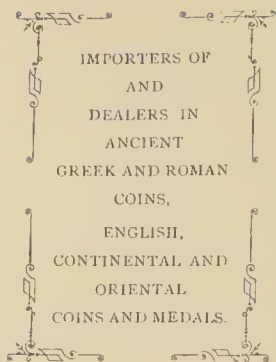 IMPORTERS OF
AND
DEALERS IN
ANCIENT
GREEK AND ROMAN
COINS,
ENGLISH,
CONTINENTAL AND
ORIENTAL
COINS AND MEDALS.